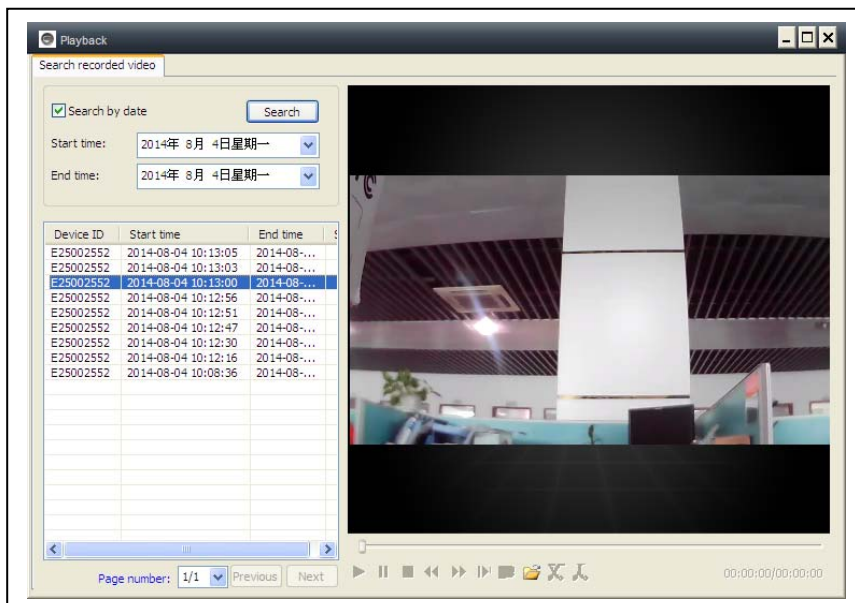 Playback
Search recorded video
Search by date
Search
Start time:
2014年 8月 4日星期一
End time:
2014年 8月 4日星期一
Device ID Start time End time
E25002552 2014-08-04 10:13:05 2014-08-...
E25002552 2014-08-04 10:13:03 2014-08-...
E25002552 2014-08-04 10:13:00 2014-08-...
E25002552 2014-08-04 10:12:56 2014-08-...
E25002552 2014-08-04 10:12:51 2014-08-...
E25002552 2014-08-04 10:12:47 2014-08-...
E25002552 2014-08-04 10:12:30 2014-08-...
E25002552 2014-08-04 10:12:16 2014-08-...
E25002552 2014-08-04 10:08:36 2014-08-...
Page number: 1/1 Previous Next
00:00:00/00:00:00